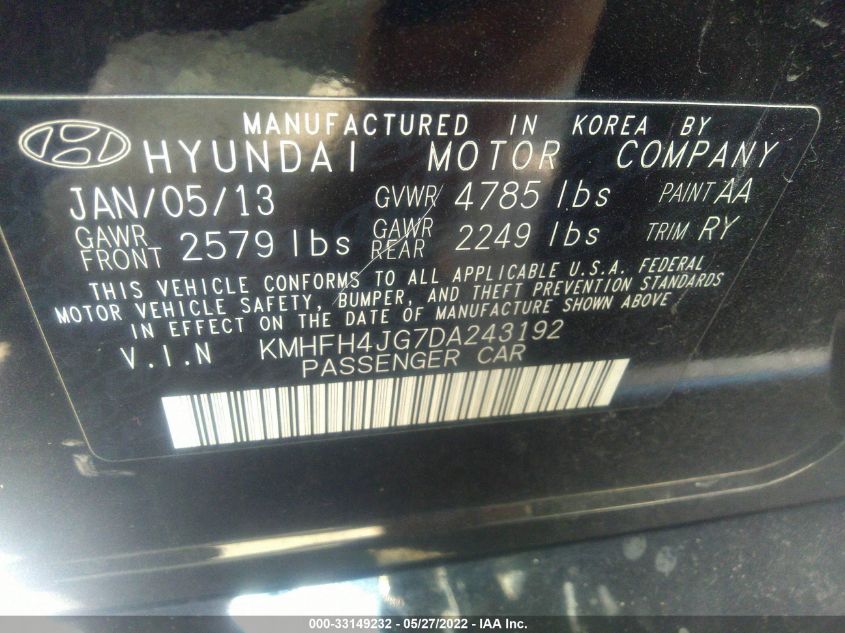 MANUFACTURED IN KOREA BY
HYUNDAI MOTOR COMPANY
JAN/05/13 GVWR 4785 lbs PAINT AA
GAWR FRONT 2579 lbs GAWR REAR 2249 lbs TRIM RY
THIS VEHICLE CONFORMS TO ALL APPLICABLE U.S.A. FEDERAL
MOTOR VEHICLE SAFETY, BUMPER, AND THEFT PREVENTION STANDARDS
IN EFFECT ON THE DATE OF MANUFACTURE SHOWN ABOVE
V.I.N KMHFH4JG7DA243192
PASSENGER CAR
000-33149232 - 05/27/2022 - IAA Inc.